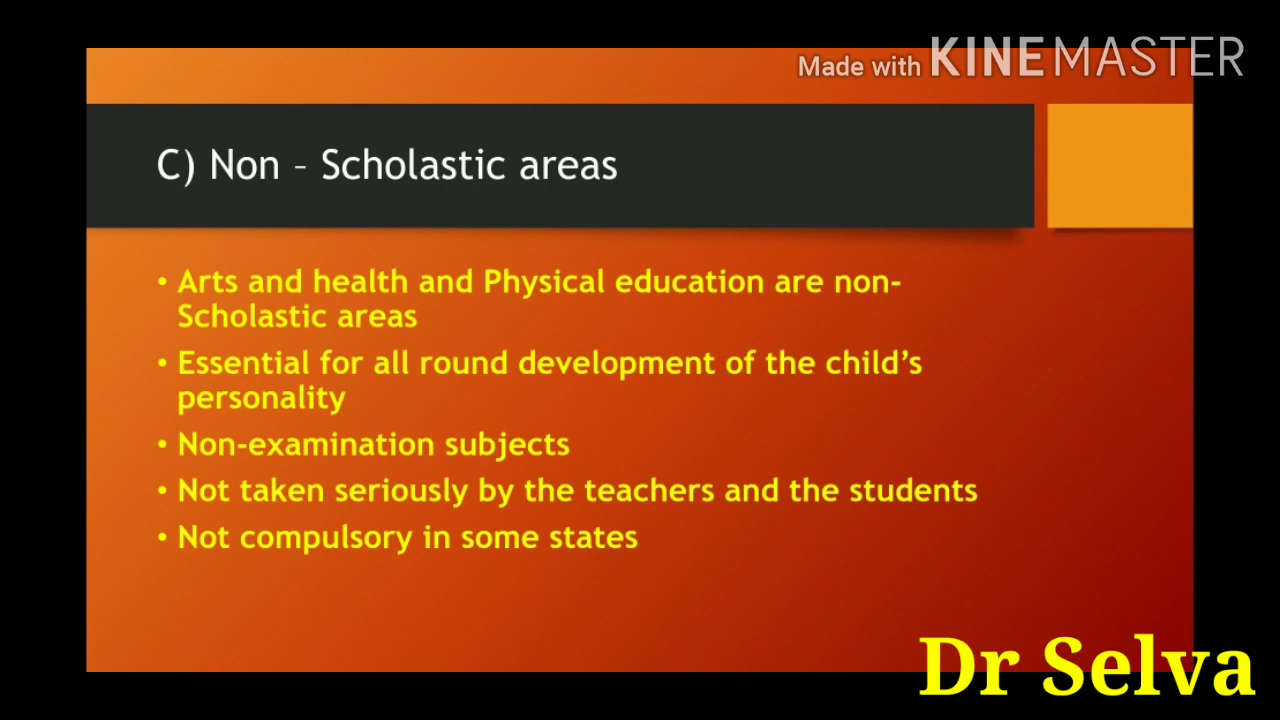 Made with KINEMASTER
C) Non – Scholastic areas
• Arts and health and Physical education are non-
Scholastic areas
• Essential for all round development of the child’s
personality
• Non-examination subjects
• Not taken seriously by the teachers and the students
• Not compulsory in some states
Dr Selva